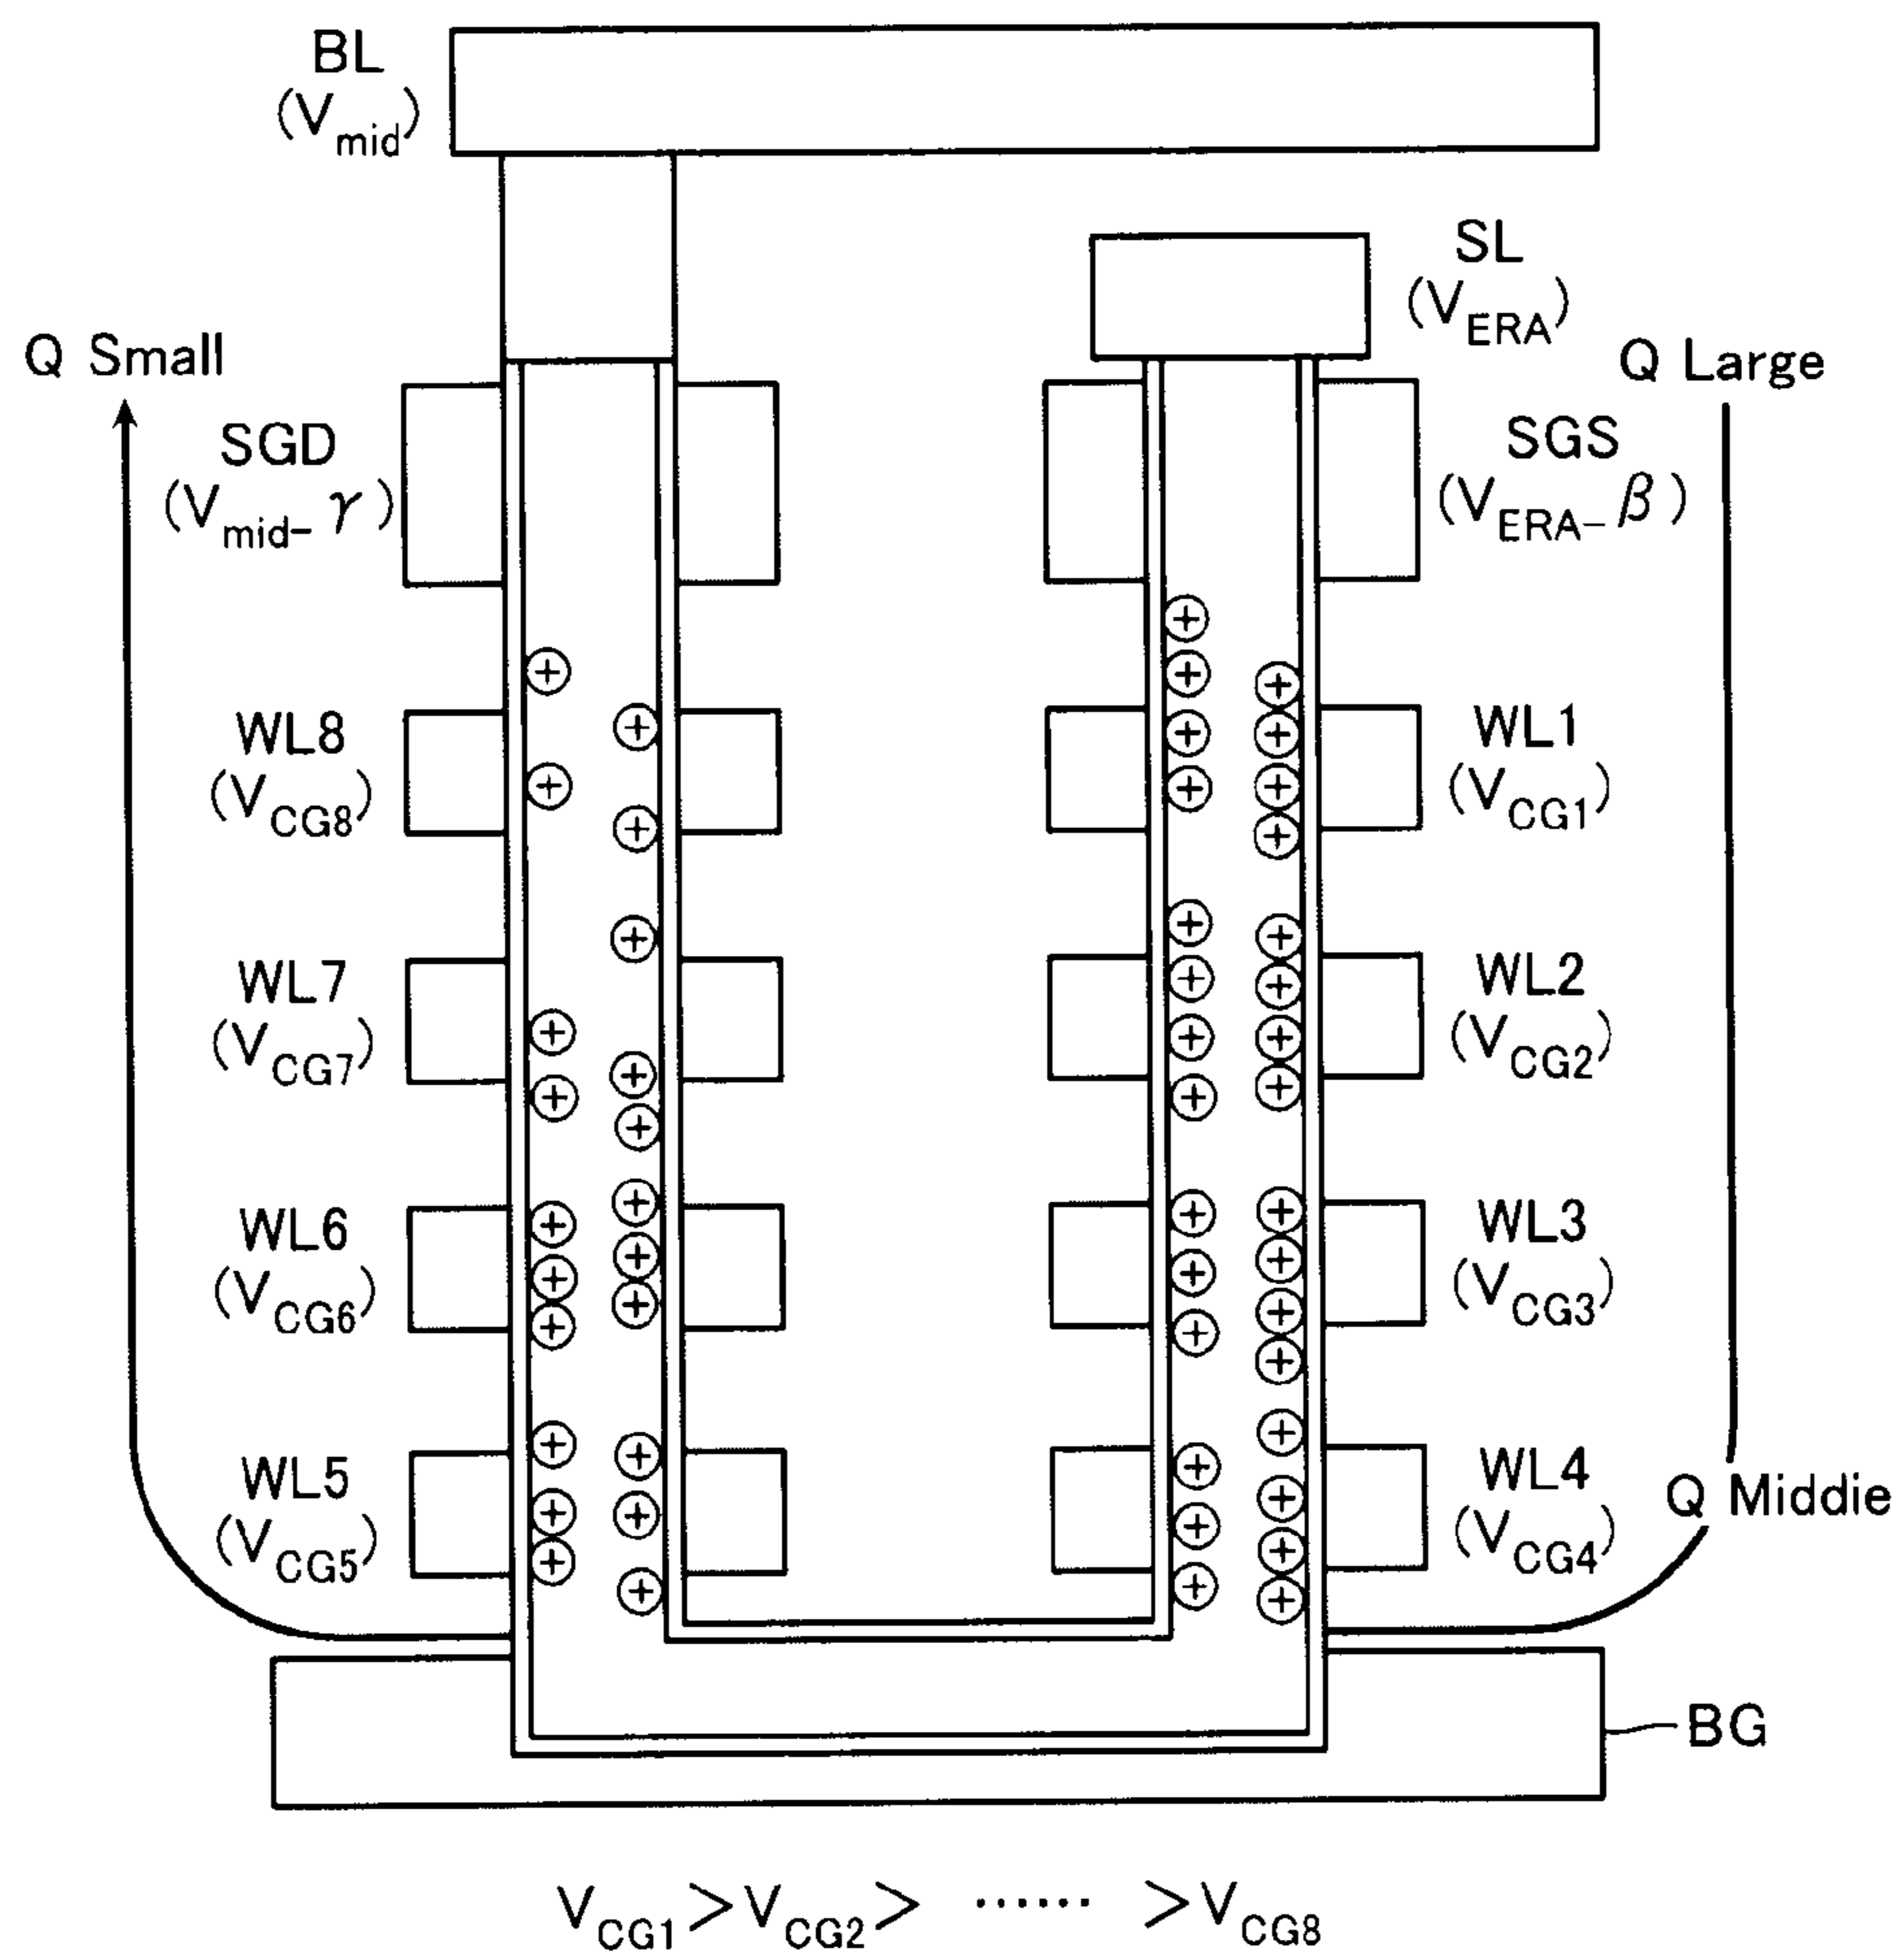 BL
(Vmid)
SL
(VERA)
Q Small
Q Large
SGD
(Vmid-γ)
SGS
(VERA-β)
WL8
(VCG8)
WL1
(VCG1)
WL7
(VCG7)
WL2
(VCG2)
WL6
(VCG6)
WL3
(VCG3)
WL5
(VCG5)
WL4
(VCG4)
Q Middie
BG
VCG1>VCG2> ⋯⋯ >VCG8